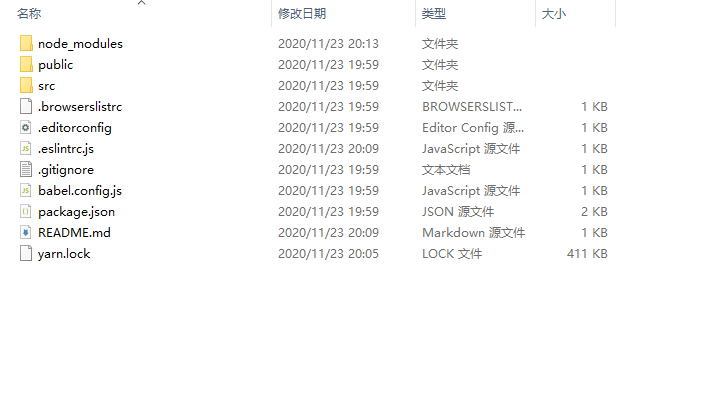 名称 修改日期 类型 大小
node_modules 2020/11/23 20:13 文件夹
public 2020/11/23 19:59 文件夹
src 2020/11/23 19:59 文件夹
.browserslistrc 2020/11/23 19:59 BROWSERSLIST... 1 KB
.editorconfig 2020/11/23 19:59 Editor Config 源... 1 KB
.eslintrc.js 2020/11/23 20:09 JavaScript 源文件 1 KB
.gitignore 2020/11/23 19:59 文本文档 1 KB
babel.config.js 2020/11/23 19:59 JavaScript 源文件 1 KB
package.json 2020/11/23 19:59 JSON 源文件 2 KB
README.md 2020/11/23 20:09 Markdown 源文件 1 KB
yarn.lock 2020/11/23 20:05 LOCK 文件 411 KB